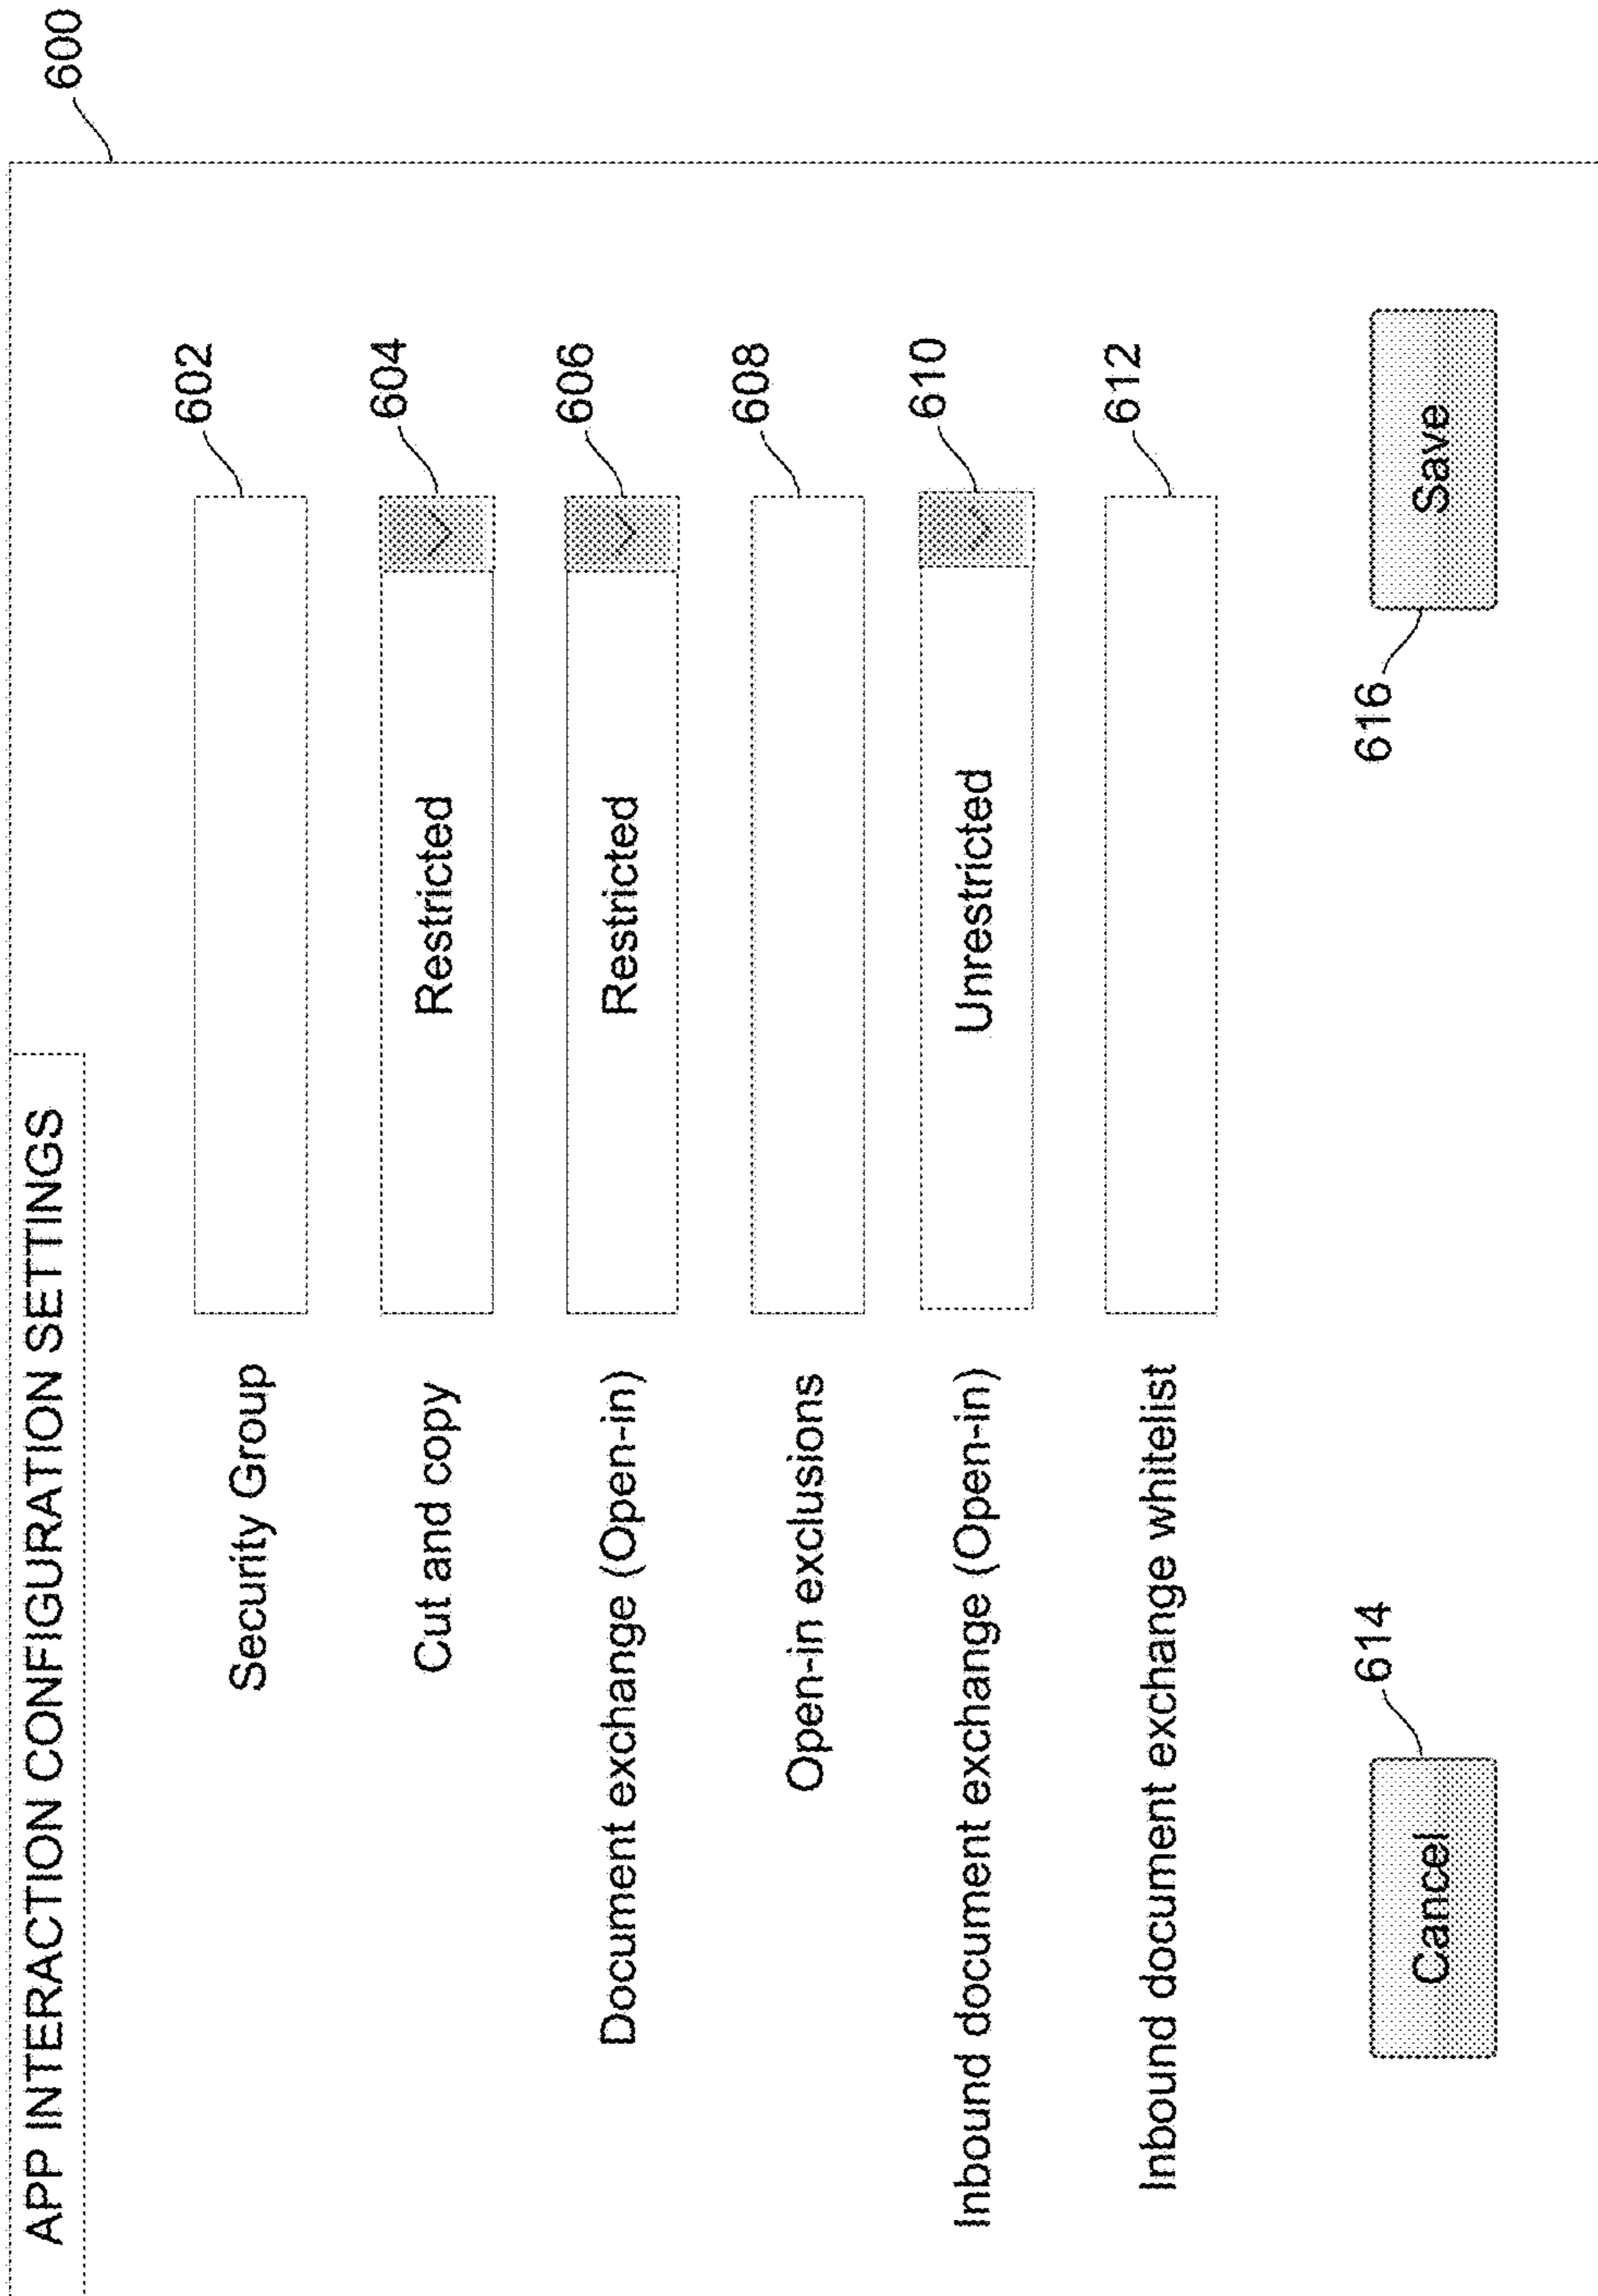 APP INTERACTION CONFIGURATION SETTINGS
600
Security Group 602
Cut and copy Restricted 604
Document exchange (Open-in) Restricted 606
Open-in exclusions 608
Inbound document exchange (Open-in) Unrestricted 610
Inbound document exchange whitelist 612
Cancel 614 616 Save